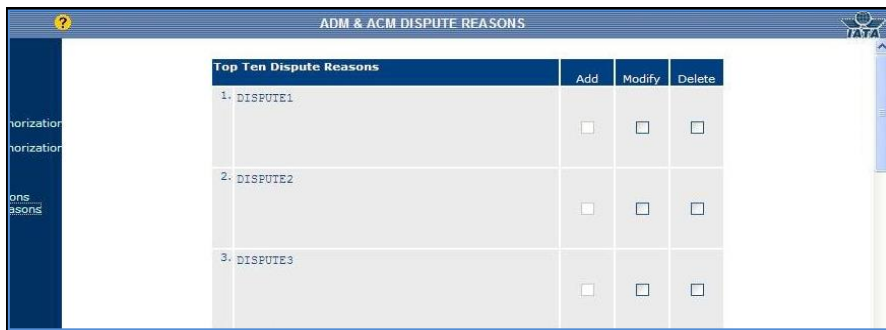 ? ADM & ACM DISPUTE REASONS IATA
Top Ten Dispute Reasons Add Modify Delete
1. DISPUTE1
horization
horization
2. DISPUTE2
ons
asons
3. DISPUTE3